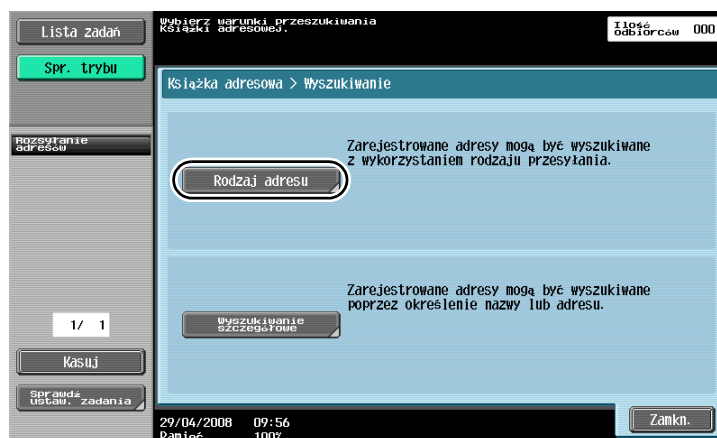 Lista zadań
Wybierz warunki przeszukiwania
Książki adresowej.
Ilość
odbiorców 000
Spr. trybu
Książka adresowa > Wyszukiwanie
Rozsyłanie
adresów
Zarejestrowane adresy mogą być wyszukiwane
z wykorzystaniem rodzaju przesyłania.
Rodzaj adresu
Zarejestrowane adresy mogą być wyszukiwane
poprzez określenie nazwy lub adresu.
Wyszukiwanie
szczegółowe
1/ 1
Kasuj
Sprawdź
ustaw. zadania
29/04/2008 09:56
Pamięć 100%
Zamkn.